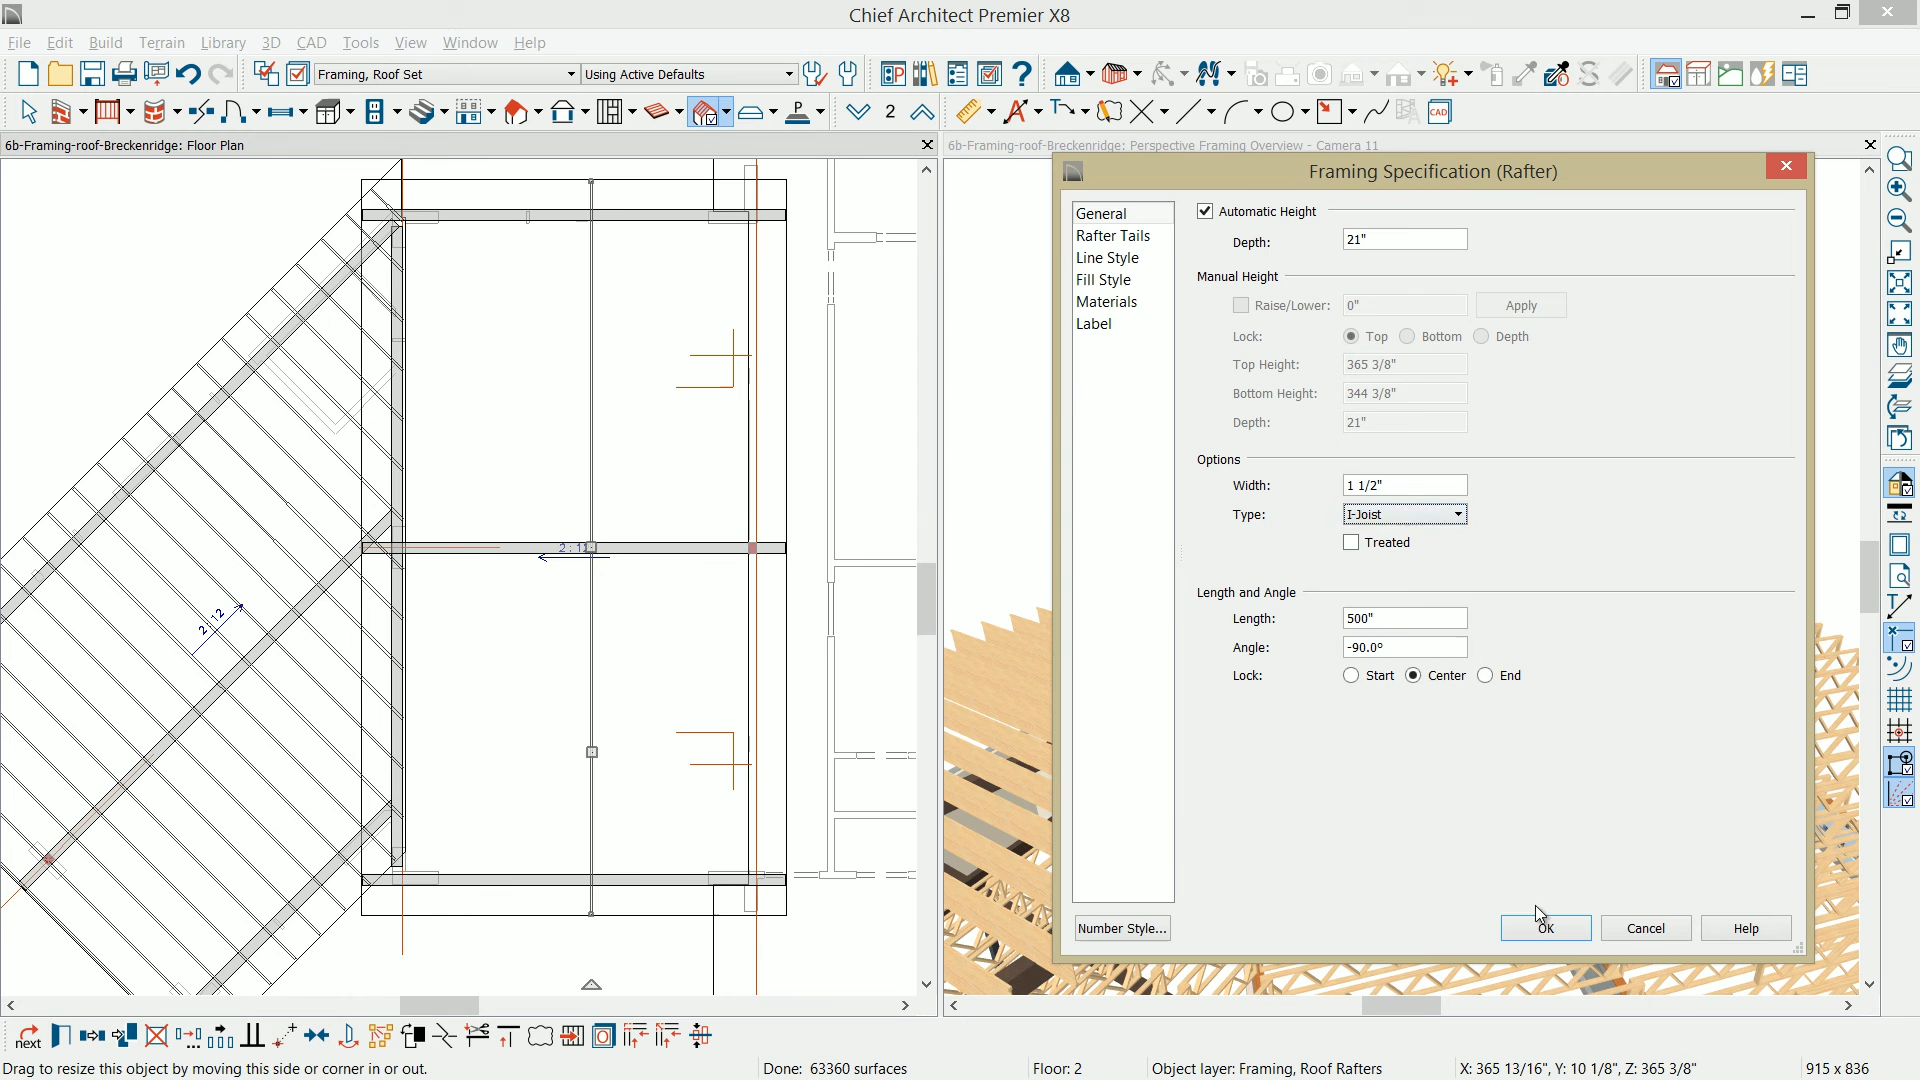 Chief Architect Premier X8
File Edit Build Terrain Library 3D CAD Tools View Window Help
Framing, Roof Set Using Active Defaults
2
6b-Framing-roof-Breckenridge: Floor Plan
6b-Framing-roof-Breckenridge: Perspective Framing Overview - Camera 11
Framing Specification (Rafter)
General
Rafter Tails
Line Style
Fill Style
Materials
Label
Automatic Height
Depth: 21"
Manual Height
Raise/Lower: 0" Apply
Lock: Top Bottom Depth
Top Height: 365 3/8"
Bottom Height: 344 3/8"
Depth: 21"
Options
Width: 1 1/2"
Type: I-Joist
Treated
Length and Angle
Length: 500"
Angle: -90.0°
Lock: Start Center End
Number Style... OK Cancel Help
2:12
next
Drag to resize this object by moving this side or corner in or out. Done: 63360 surfaces Floor: 2 Object layer: Framing, Roof Rafters X: 365 13/16", Y: 10 1/8", Z: 365 3/8" 915 x 836